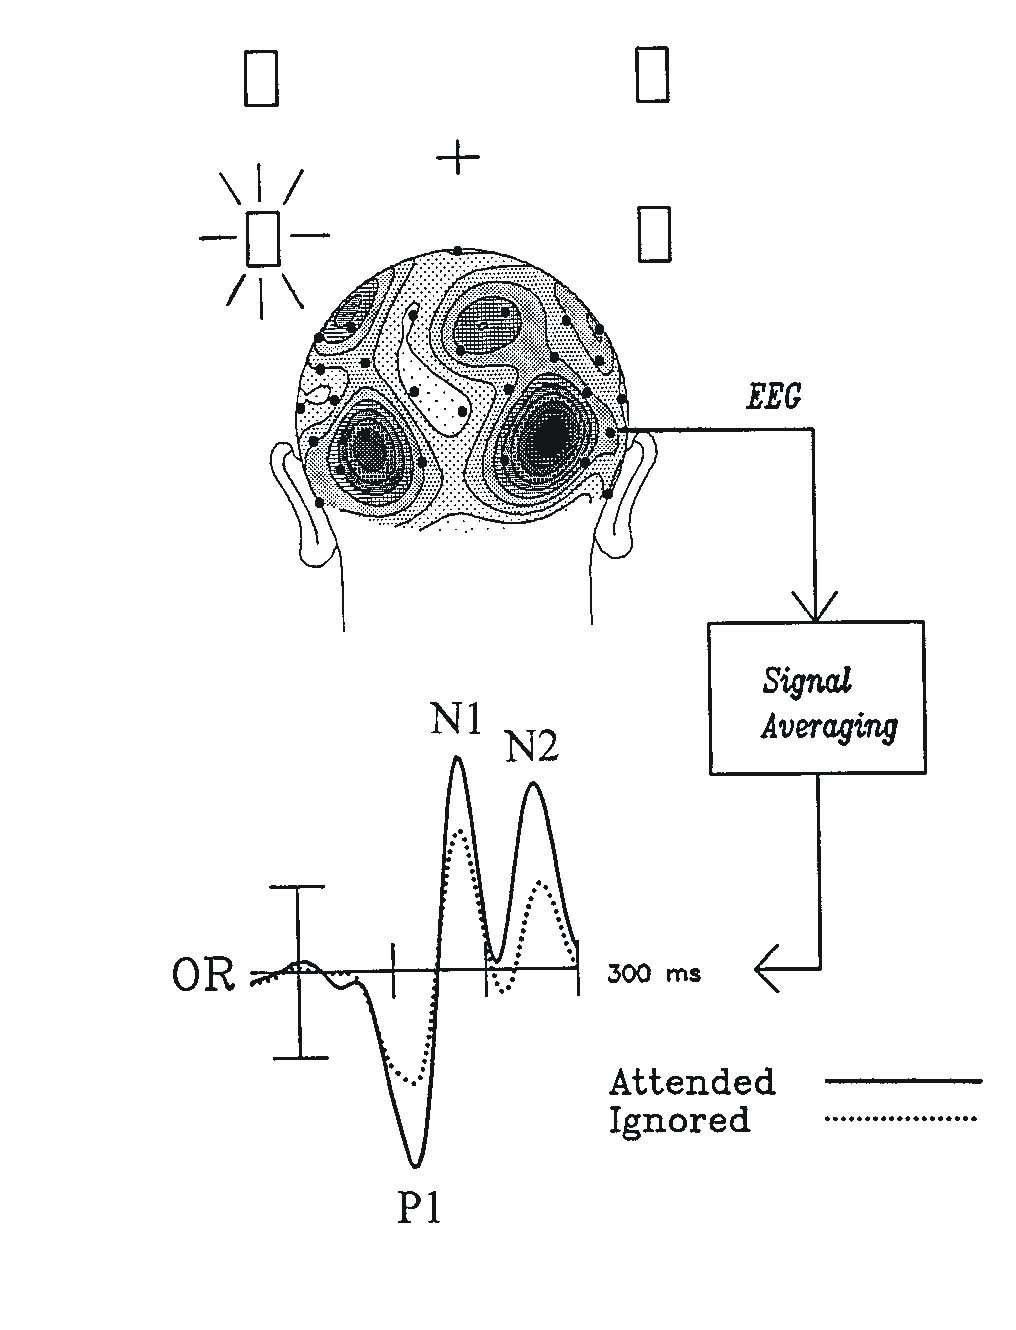 EEG
Signal
Averaging
N1
N2
OR
300 ms
Attended
Ignored
P1